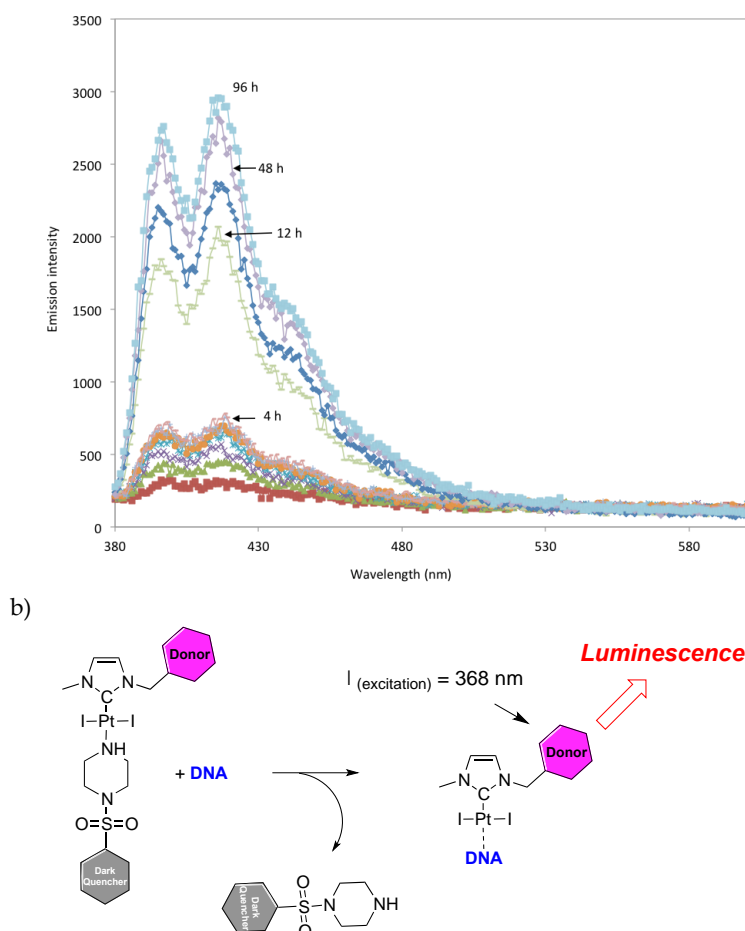 3500
3000
2500
2000
1500
1000
500
0
Emission intensity
96 h
48 h
12 h
4 h
380
430
480
530
580
Wavelength (nm)
b)
Donor
N
N
C
I
Pt
I
NH
N
O
S
O
Dark
Quencher
+ DNA
Dark
Quencher
O
S
O
N
NH
l (excitation) = 368 nm
Luminescence
Donor
N
N
C
I
Pt
I
DNA